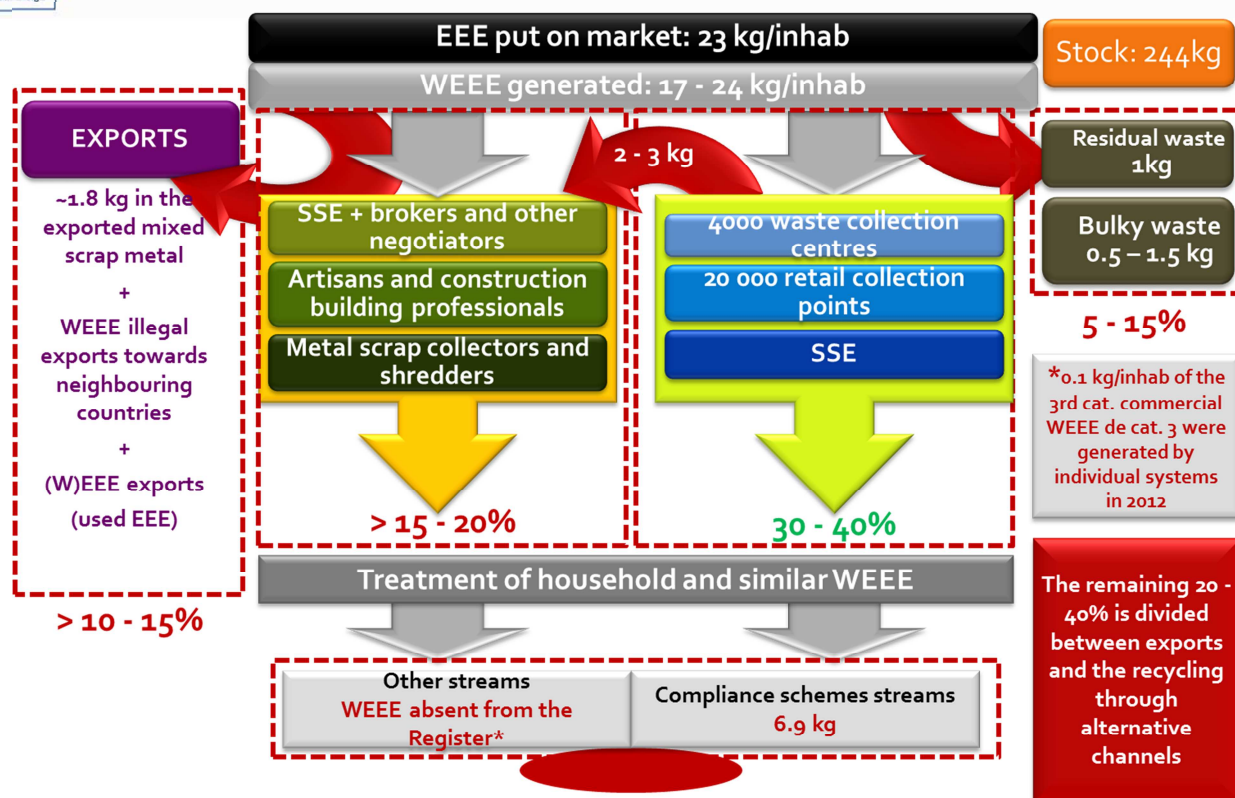 EEE put on market: 23 kg/inhab
WEEE generated: 17 - 24 kg/inhab
Stock: 244kg
EXPORTS
~1.8 kg in the
exported mixed
scrap metal
+
WEEE illegal
exports towards
neighbouring
countries
+
(W)EEE exports
(used EEE)
> 10 - 15%
2 - 3 kg
SSE + brokers and other
negotiators
Artisans and construction
building professionals
Metal scrap collectors and
shredders
> 15 - 20%
4000 waste collection
centres
20 000 retail collection
points
SSE
30 - 40%
Residual waste
1kg
Bulky waste
0.5 – 1.5 kg
5 - 15%
*0.1 kg/inhab of the
3rd cat. commercial
WEEE de cat. 3 were
generated by
individual systems
in 2012
Treatment of household and similar WEEE
Other streams
WEEE absent from the
Register*
Compliance schemes streams
6.9 kg
The remaining 20 -
40% is divided
between exports
and the recycling
through
alternative
channels